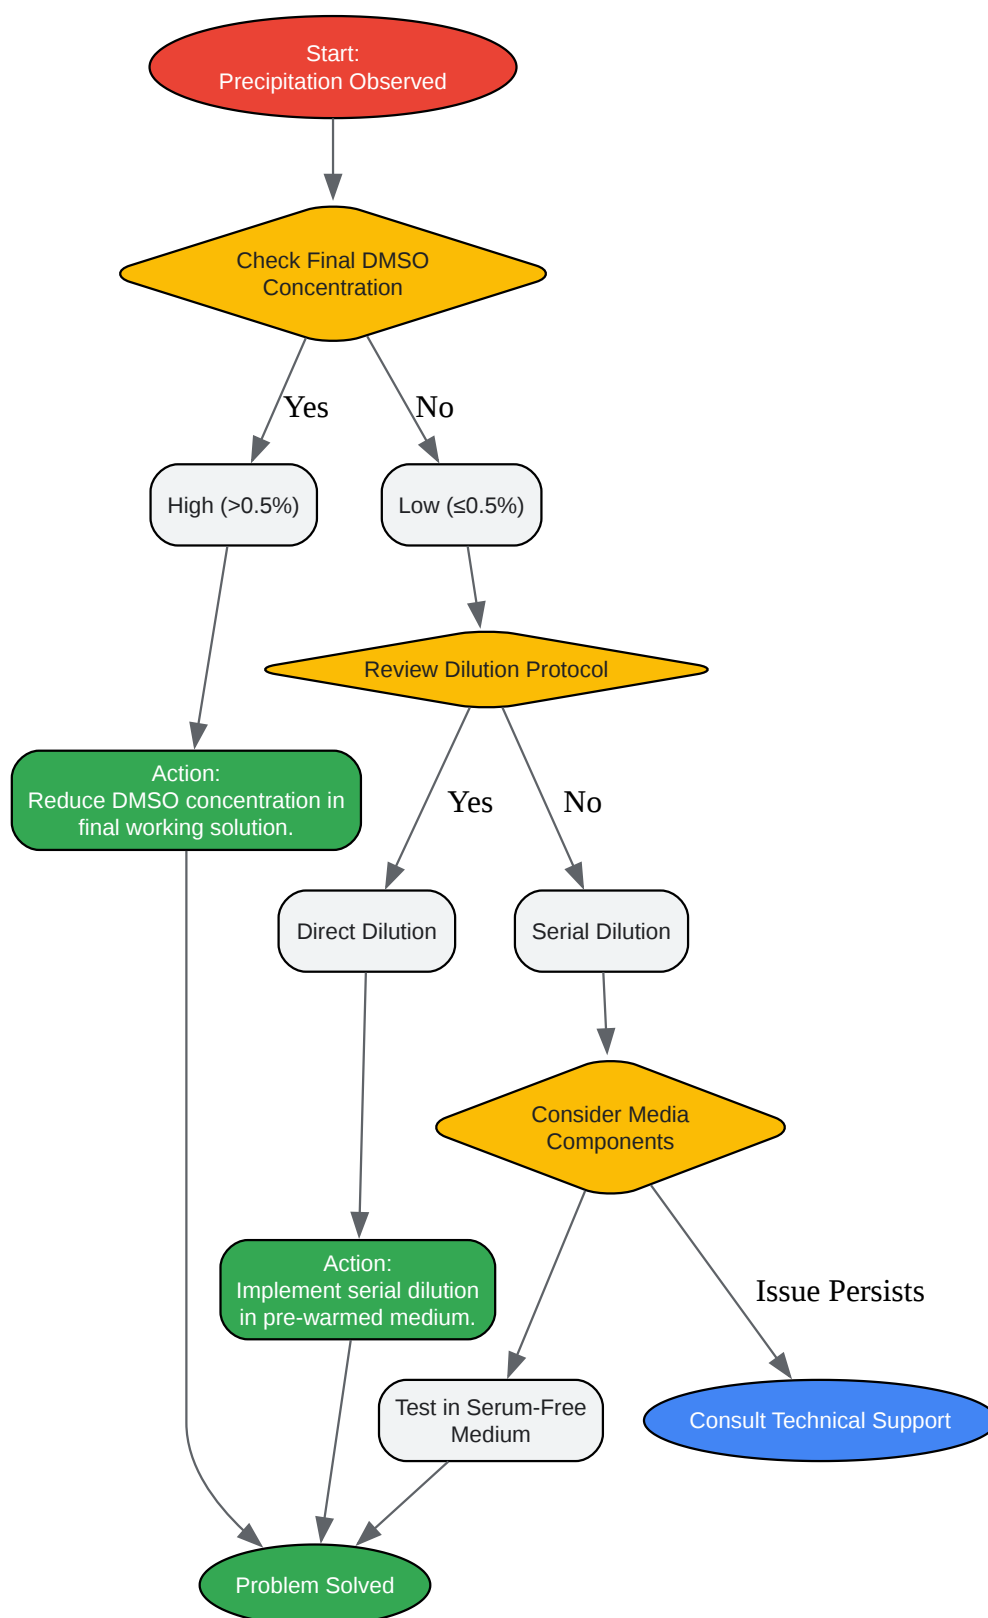 Start:
Precipitation Observed
Check Final DMSO
Concentration
Yes
No
High (>0.5%)
Low (≤0.5%)
Review Dilution Protocol
Action:
Reduce DMSO concentration in
final working solution.
Yes
No
Direct Dilution
Serial Dilution
Consider Media
Components
Action:
Implement serial dilution
in pre-warmed medium.
Issue Persists
Test in Serum-Free
Medium
Consult Technical Support
Problem Solved